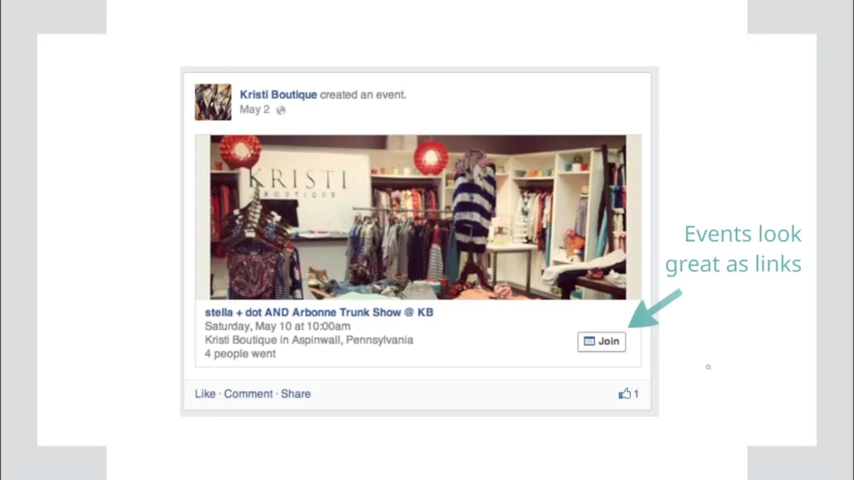 Kristi Boutique created an event.
May 2
KRISTI
BOUTIQUE
Events look
great as links
stella + dot AND Arbonne Trunk Show @ KB
Saturday, May 10 at 10:00am
Kristi Boutique in Aspinwall, Pennsylvania
4 people went
Join
Like · Comment · Share
1